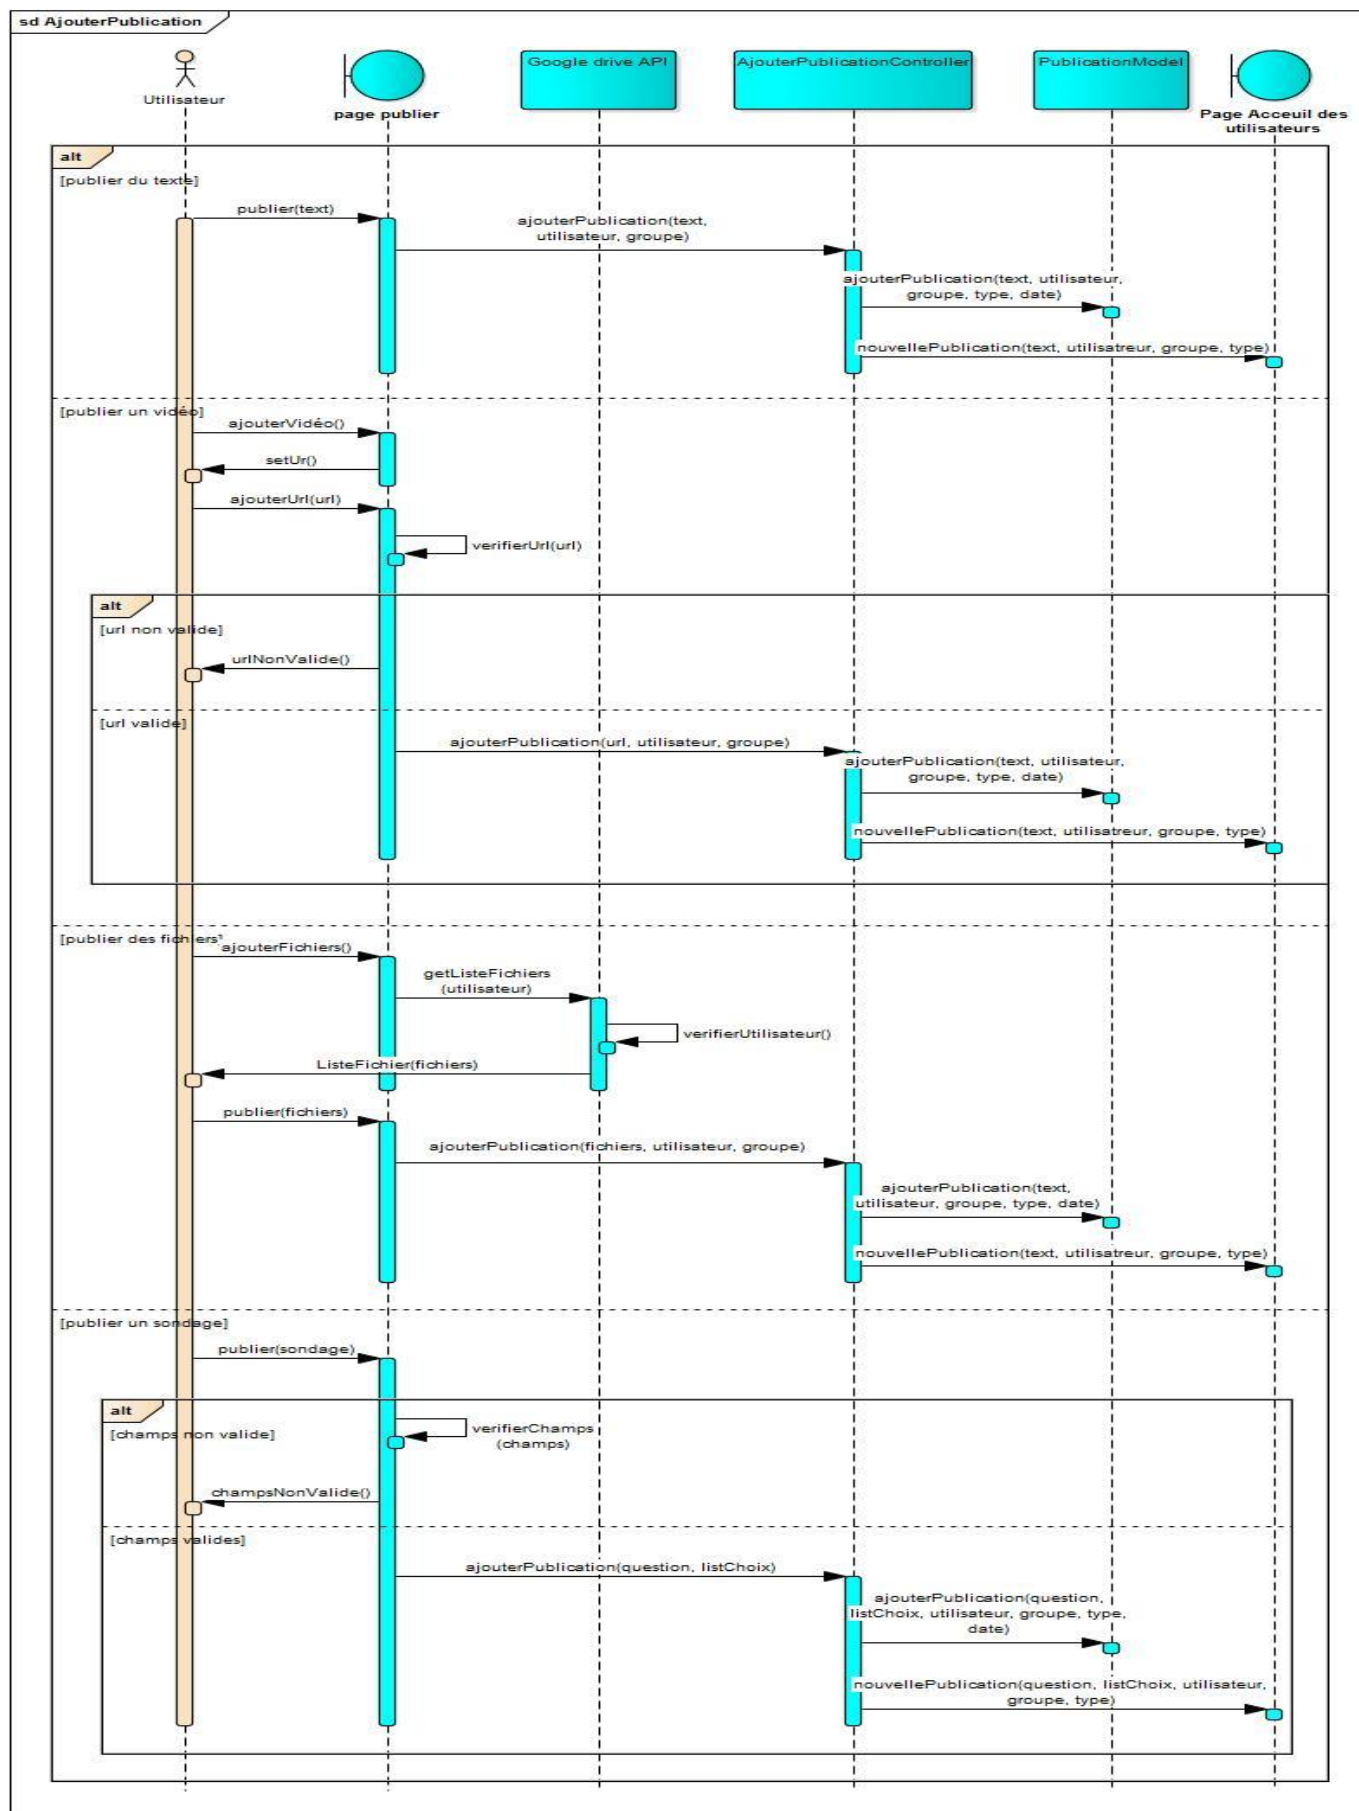 sd AjouterPublication
Utilisateur
page publier
Google drive API
AjouterPublicationController
PublicationModel
Page Acceuil des
utilisateurs
alt
[publier du texte]
publier(text)
ajouterPublication(text,
utilisateur, groupe)
ajouterPublication(text, utilisateur,
groupe, type, date)
nouvellePublication(text, utilisatreur, groupe, type)
[publier un vidéo]
ajouterVidéo()
setUr()
ajouterUrl(url)
verifierUrl(url)
alt
[url non valide]
urlNonValide()
[url valide]
ajouterPublication(url, utilisateur, groupe)
ajouterPublication(text, utilisateur,
groupe, type, date)
nouvellePublication(text, utilisatreur, groupe, type)
[publier des fichiers]
ajouterFichiers()
getListeFichiers
(utilisateur)
verifierUtilisateur()
ListeFichier(fichiers)
publier(fichiers)
ajouterPublication(fichiers, utilisateur, groupe)
ajouterPublication(text,
utilisateur, groupe, type, date)
nouvellePublication(text, utilisatreur, groupe, type)
[publier un sondage]
publier(sondage)
alt
[champs non valide]
verifierChamps
(champs)
champsNonValide()
[champs valides]
ajouterPublication(question, listChoix)
ajouterPublication(question,
listChoix, utilisateur, groupe, type,
date)
nouvellePublication(question, listChoix, utilisateur,
groupe, type)